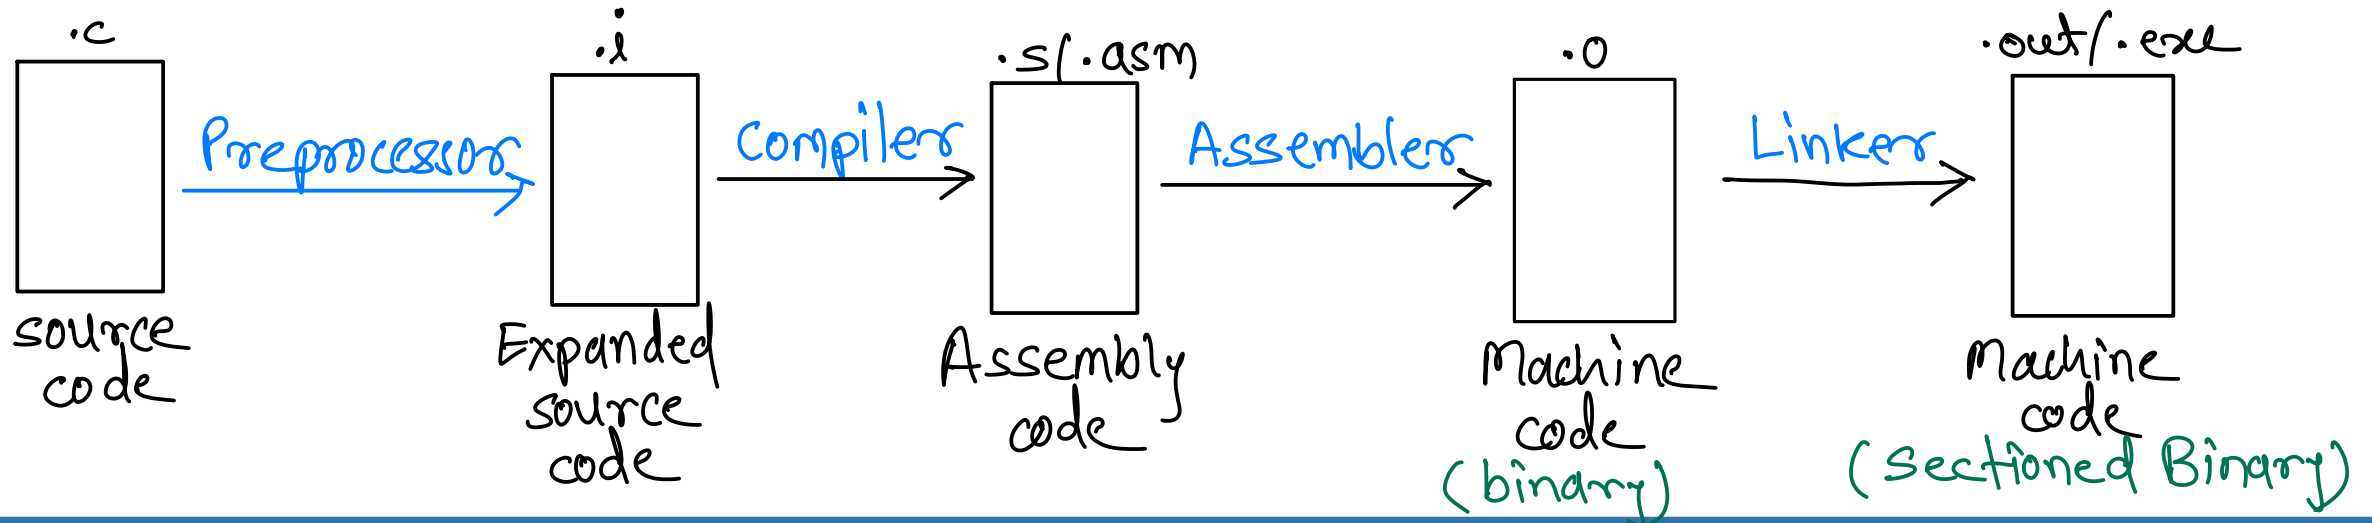 .c
.i
.s/.asm
.o
.out/.exe
Preprocessor
Compiler
Assembler
Linker
source
code
Expanded
source
code
Assembly
code
Machine
code
(binary)
Machine
code
(sectioned Binary)